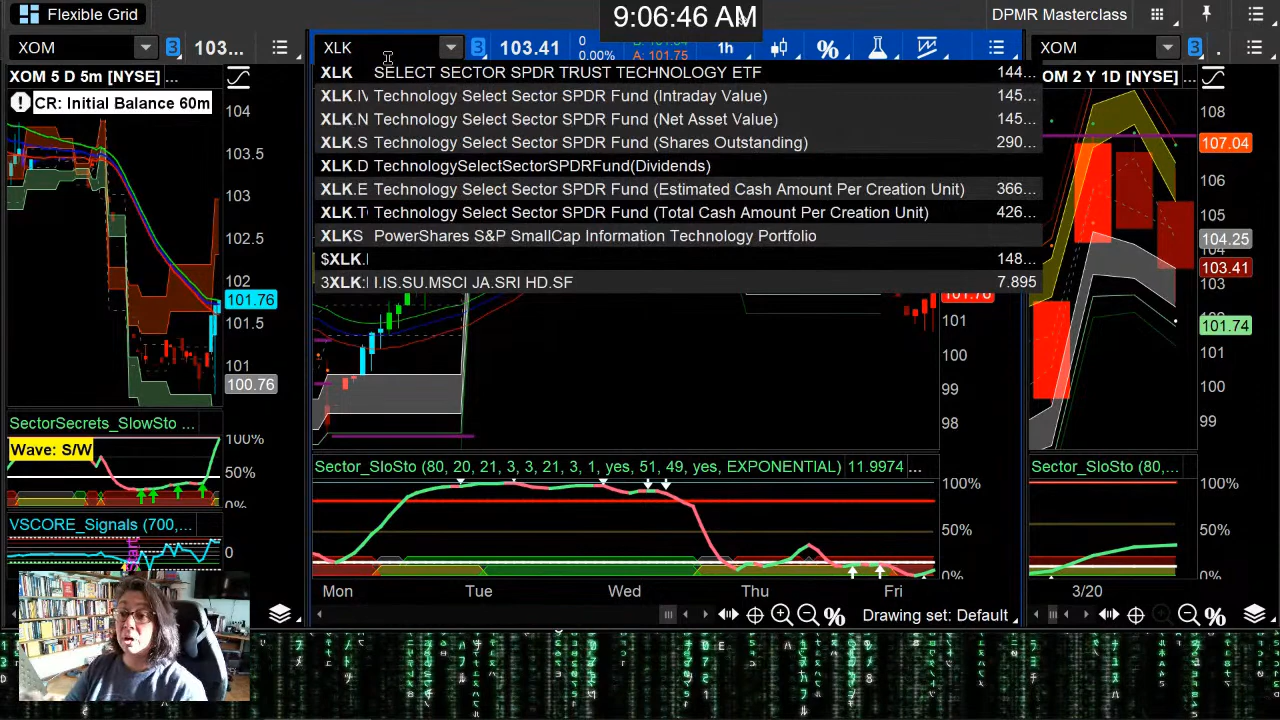 Flexible Grid
9:06:46 AM
DPMR Masterclass
XOM
3
103...
XLK
3
103.41
0
0.00%
A: 101.75
1h
XOM
3
XOM 5 D 5m [NYSE] ...
CR: Initial Balance 60m
104
103.5
103
102.5
102
101.76
101.5
101
100.76
XLK SELECT SECTOR SPDR TRUST TECHNOLOGY ETF 144...
XLK.IV Technology Select Sector SPDR Fund (Intraday Value) 145...
XLK.N Technology Select Sector SPDR Fund (Net Asset Value) 145...
XLK.S Technology Select Sector SPDR Fund (Shares Outstanding) 290...
XLK.D TechnologySelectSectorSPDRFund(Dividends)
XLK.E Technology Select Sector SPDR Fund (Estimated Cash Amount Per Creation Unit) 366...
XLK.T Technology Select Sector SPDR Fund (Total Cash Amount Per Creation Unit) 426...
XLKS PowerShares S&P SmallCap Information Technology Portfolio
$XLK. 148...
3XLK: I.IS.SU.MSCI JA.SRI HD.SF 7.895
101.76
101
100
99
98
OM 2 Y 1D [NYSE] ...
108
107.04
106
105
104.25
103.41
103
101.74
101
100
99
SectorSecrets_SlowSto ...
Wave: S/W
100%
50%
0%
VSCORE_Signals (700,...
0
Sector_SloSto (80, 20, 21, 3, 3, 21, 3, 1, yes, 51, 49, yes, EXPONENTIAL) 11.9974 ...
100%
50%
0%
Mon Tue Wed Thu Fri
Drawing set: Default
Sector_SloSto (80,...
100%
50%
0%
3/20